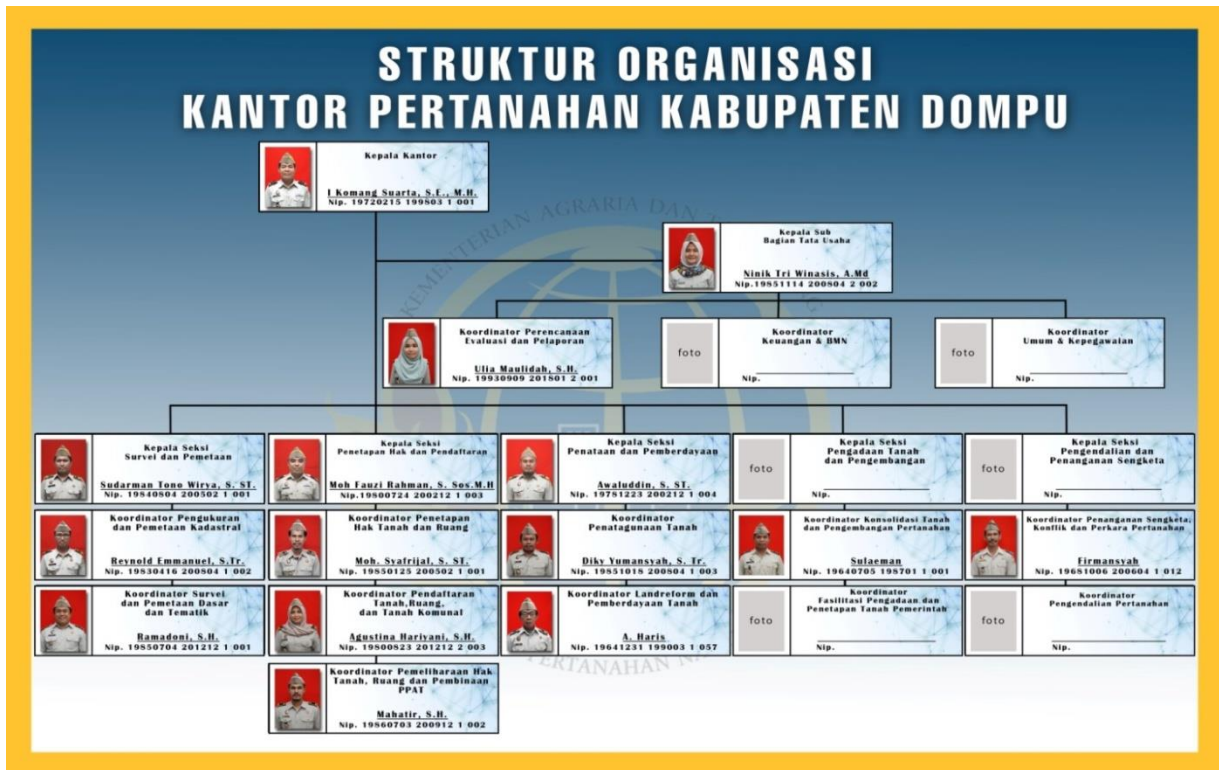 STRUKTUR ORGANISASI
KANTOR PERTANAHAN KABUPATEN DOMPU
Kepala Kantor
I Komang Suarta, S.E., M.H.
Nip. 19720215 199803 1 001
KEMENTERIAN AGRARIA DAN
Kepala Sub
Bagian Tata Usaha
Ninik Tri Winasis, A.Md
Nip.19851114 200804 2 002
Koordinator Perencanaan
Evaluasi dan Pelaporan
Ulia Maulidah, S.H.
Nip. 19930909 201801 2 001
foto
Koordinator
Keuangan & BMN
Nip.
foto
Koordinator
Umum & Kepegawaian
Nip.
Kepala Seksi
Survei dan Pemetaan
Sudarman Tono Wirya, S. ST.
Nip. 19840804 200502 1 001
Kepala Seksi
Penetapan Hak dan Pendaftaran
Moh Fauzi Rahman, S. Sos.M.H
Nip.19800724 200212 1 003
Kepala Seksi
Penataan dan Pemberdayaan
Awaluddin, S. ST.
Nip. 19781223 200212 1 004
foto
Kepala Seksi
Pengadaan Tanah
dan Pengembangan
Nip.
foto
Kepala Seksi
Pengendalian dan
Penanganan Sengketa
Nip.
Koordinator Pengukuran
dan Pemetaan Kadastral
Reynold Emmanuel, S.Tr.
Nip. 19830416 200804 1 002
Koordinator Penetapan
Hak Tanah dan Ruang
Moh. Syafrijal, S. ST.
Nip. 19850125 200502 1 001
Koordinator
Penatagunaan Tanah
Diky Yumansyah, S. Tr.
Nip. 19851018 200804 1 003
Koordinator Konsolidasi Tanah
dan Pengembangan Pertanahan
Sulaeman
Nip. 19640705 198701 1 001
Koordinator Penanganan Sengketa,
Konflik dan Perkara Pertanahan
Firmansyah
Nip. 19681006 200604 1 012
Koordinator Survei
dan Pemetaan Dasar
dan Tematik
Ramadoni, S.H.
Nip. 19850704 201212 1 001
Koordinator Pendaftaran
Tanah,Ruang,
dan Tanah Komunal
Agustina Hariyani, S.H.
Nip. 19800823 201212 2 003
Koordinator Landreform dan
Pemberdayaan Tanah
A. Haris
Nip. 19641231 199003 1 057
foto
Koordinator
Fasilitasi Pengadaan dan
Penetapan Tanah Pemerintah
Nip.
foto
Koordinator
Pengendalian Pertanahan
Nip.
PERTANAHAN
Koordinator Pemeliharaan Hak
Tanah, Ruang dan Pembinaan
PPAT
Mahatir, S.H.
Nip. 19860703 200912 1 002